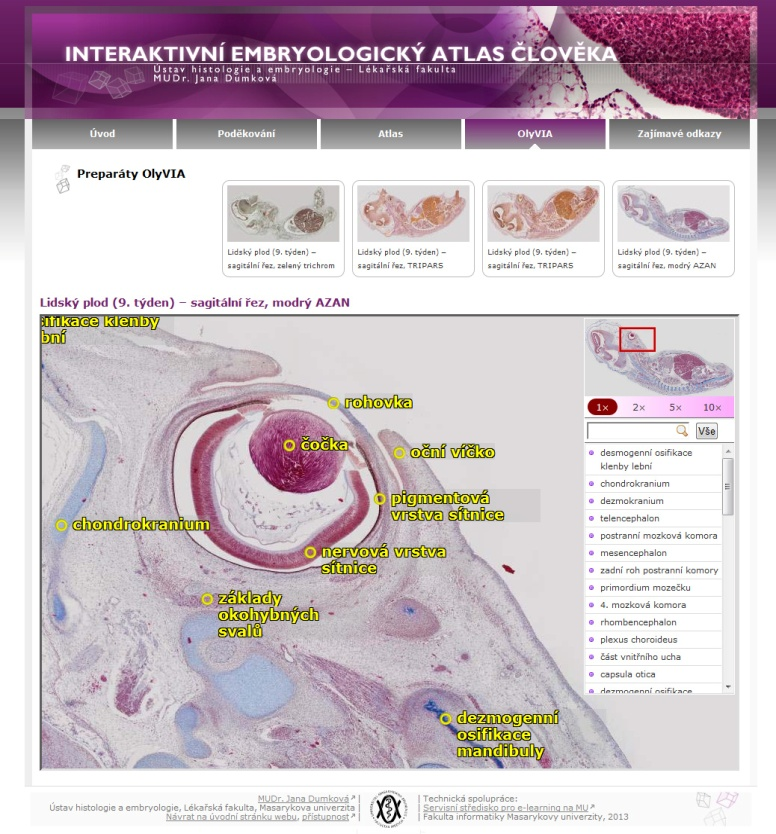 INTERAKTIVNÍ EMBRYOLOGICKÝ ATLAS ČLOVĚKA
Ústav histologie a embryologie – Lékařská fakulta
MUDr. Jana Dumková
Úvod
Poděkování
Atlas
OlyVIA
Zajímavé odkazy
Preparáty OlyVIA
Lidský plod (9. týden) –
sagitální řez, zelený trichrom
Lidský plod (9. týden) –
sagitální řez, TRIPARS
Lidský plod (9. týden) –
sagitální řez, TRIPARS
Lidský plod (9. týden) –
sagitální řez, modrý AZAN
Lidský plod (9. týden) – sagitální řez, modrý AZAN
sifikace klenby
bní
rohovka
čočka
oční víčko
pigmentová
vrstva sítnice
chondrokranium
nervová vrstva
sítnice
základy
okohybných
svalů
dezmogenní
osifikace
mandibuly
1×
2×
5×
10×
Vše
desmogenní osifikace
klenby lební
chondrokranium
dezmokranium
telencephalon
postranní mozková komora
mesencephalon
zadní roh postranní komory
primordium mozečku
4. mozková komora
rhombencephalon
plexus choroideus
část vnitřního ucha
capsula otica
dezmogenní osifikace
MUDr. Jana Dumková
Ústav histologie a embryologie, Lékařská fakulta, Masarykova univerzita
Návrat na úvodní stránku webu, přístupnost
Technická spolupráce:
Servisní středisko pro e-learning na MU
Fakulta informatiky Masarykovy univerzity, 2013